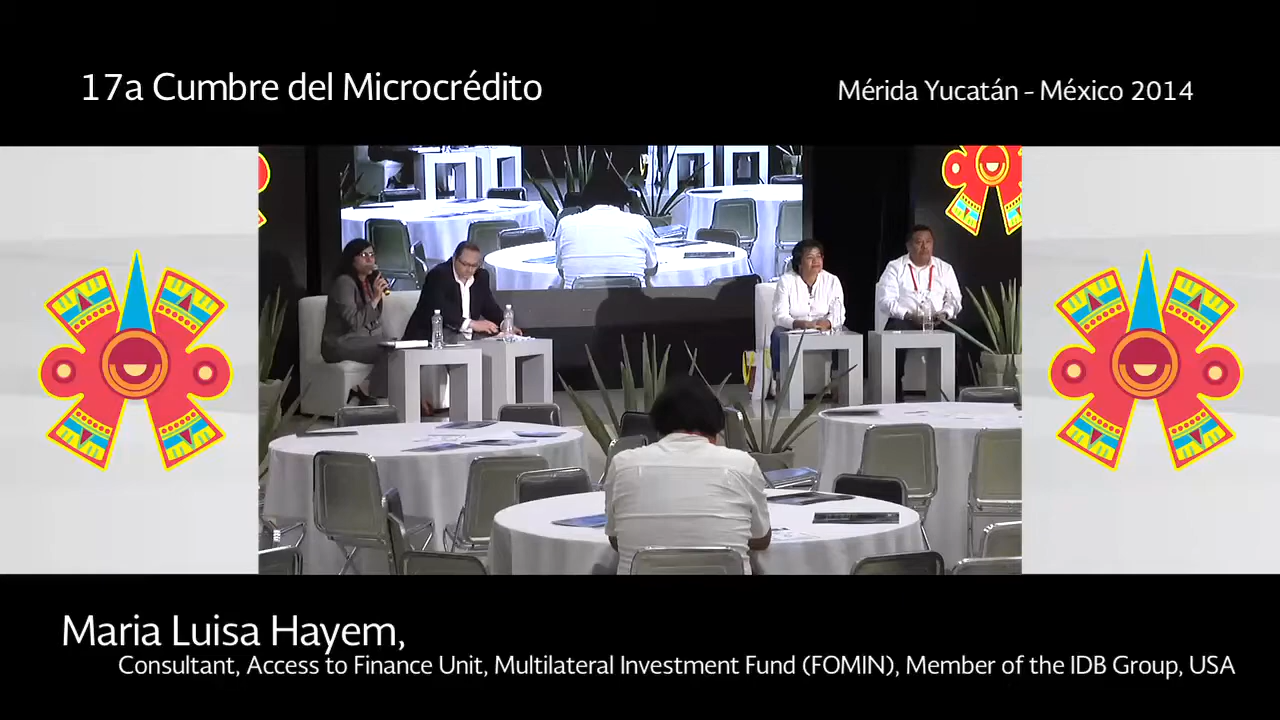 17a Cumbre del Microcrédito
Mérida Yucatán - México 2014
Maria Luisa Hayem,
Consultant, Access to Finance Unit, Multilateral Investment Fund (FOMIN), Member of the IDB Group, USA